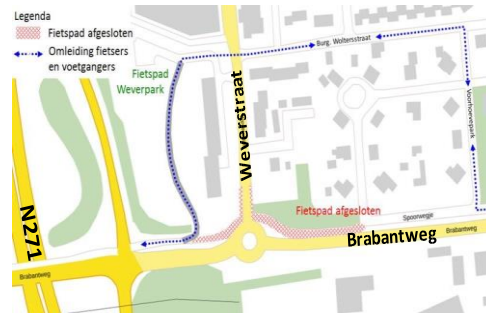 Legenda
Fietspad afgesloten
Omleiding fietsers
en voetgangers
Fietspad
Weverpark
Burg. Woltersstraat
Weverstraat
Voorhoevepark
Fietspad afgesloten
Spoorwegje
N271
Brabantweg
Brabantweg
Brabantweg